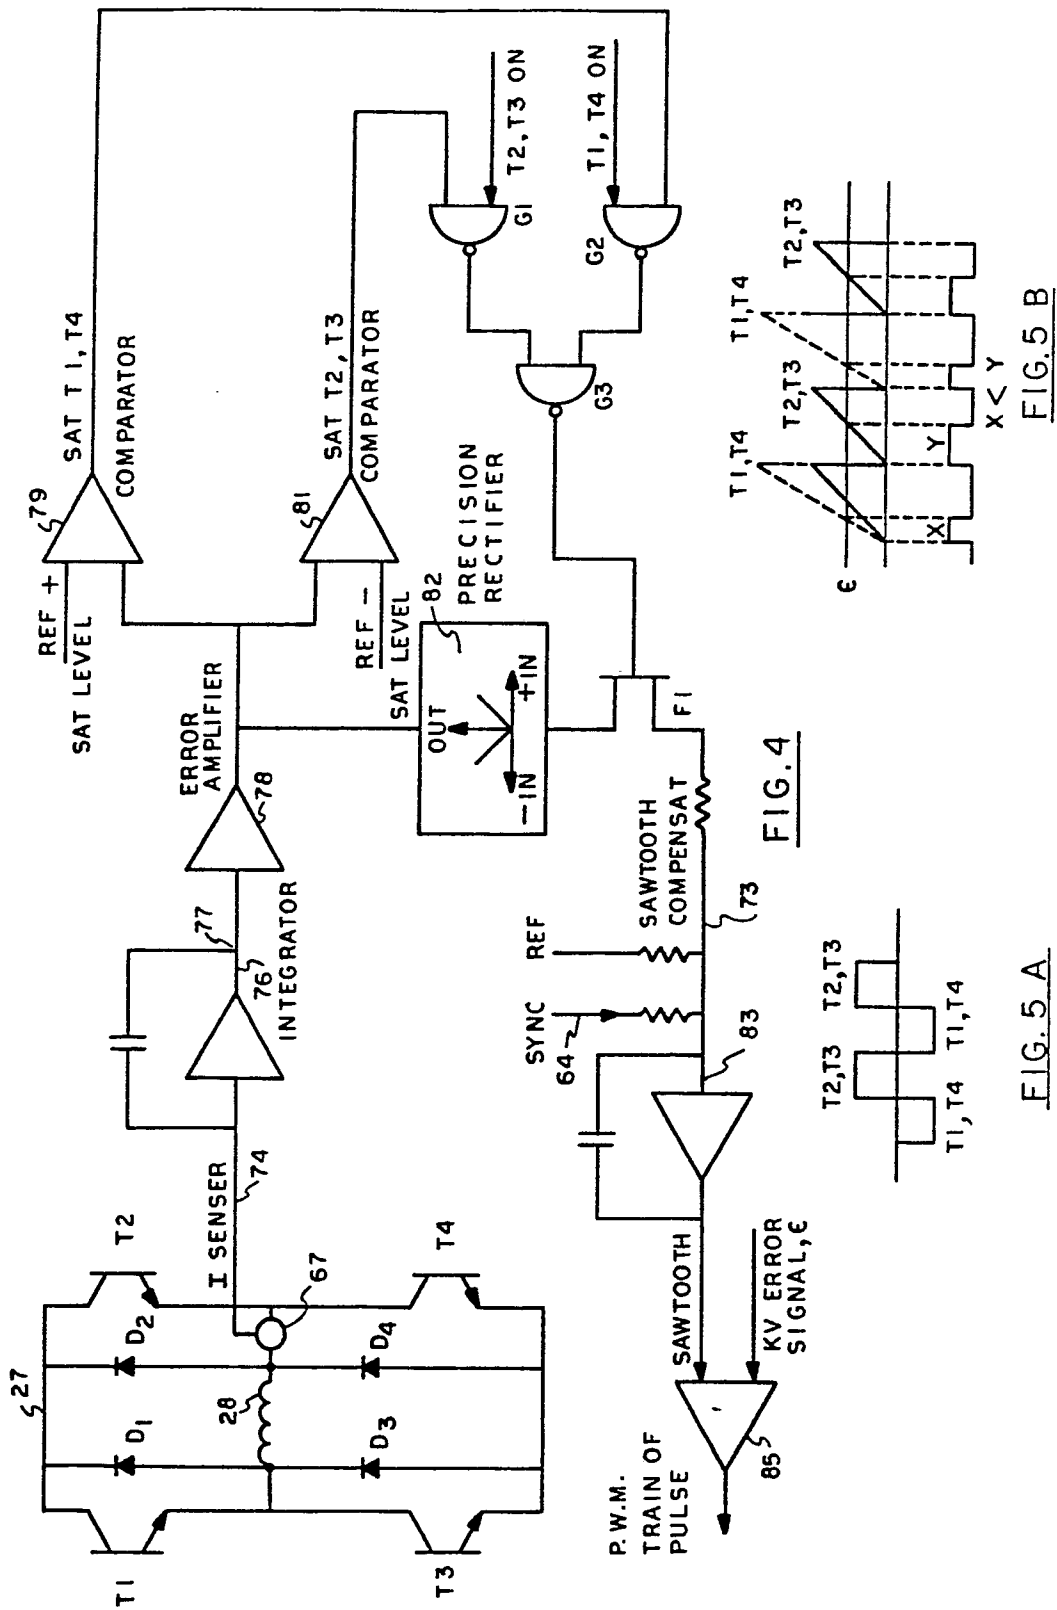 27
T1
T2
D1
D2
28
67
D3
D4
T3
T4
I SENSER
74
INTEGRATOR
76
77
ERROR
AMPLIFIER
78
REF +
SAT LEVEL
79
SAT T1, T4
COMPARATOR
REF -
SAT LEVEL
81
SAT T2, T3
COMPARATOR
82
PRECISION
RECTIFIER
OUT
-IN
+IN
T2, T3 ON
G1
T1, T4 ON
G2
G3
F1
SAWTOOTH
COMPENSAT
73
REF
SYNC
64
83
SAWTOOTH
KV ERROR
SIGNAL, ϵ
85
P.W.M.
TRAIN OF
PULSE
FIG. 4
T2, T3
T2, T3
T1, T4
T1, T4
FIG. 5 A
T1, T4
T2, T3
T1, T4
T2, T3
ϵ
X
Y
X < Y
FIG. 5 B